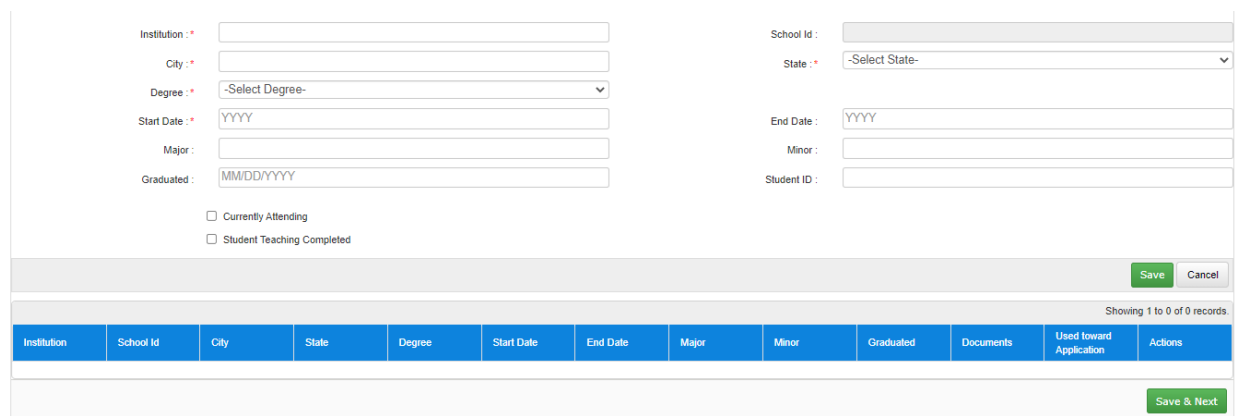 Institution : * School Id :
City : * State : * -Select State-
Degree : * -Select Degree-
Start Date : * YYYY End Date : YYYY
Major : Minor :
Graduated : MM/DD/YYYY Student ID :
Currently Attending
Student Teaching Completed
Save Cancel
Showing 1 to 0 of 0 records.
Institution School Id City State Degree Start Date End Date Major Minor Graduated Documents Used toward Application Actions
Save & Next